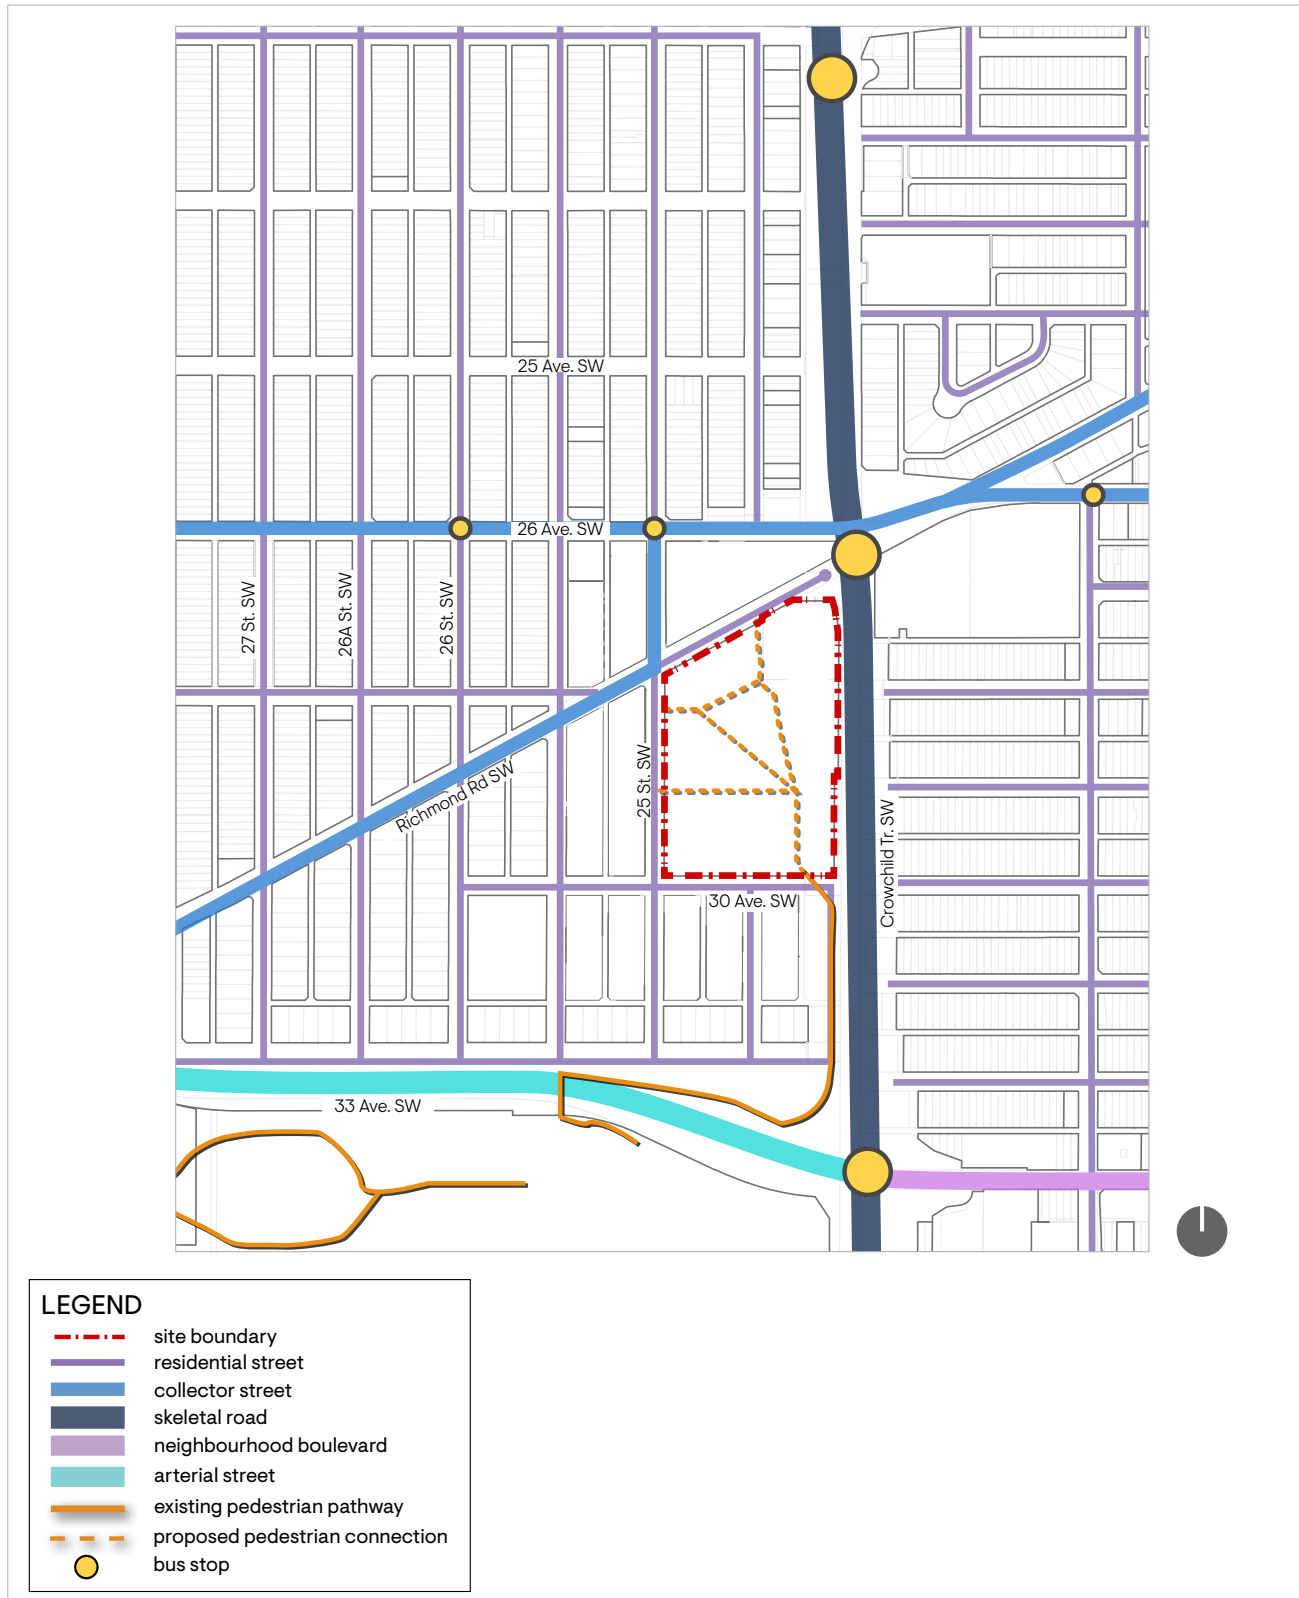 25 Ave. SW
26 Ave. SW
27 St. SW
26A St. SW
26 St. SW
Richmond Rd SW
25 St. SW
Crowchild Tr. SW
30 Ave. SW
33 Ave. SW
LEGEND
site boundary
residential street
collector street
skeletal road
neighbourhood boulevard
arterial street
existing pedestrian pathway
proposed pedestrian connection
bus stop